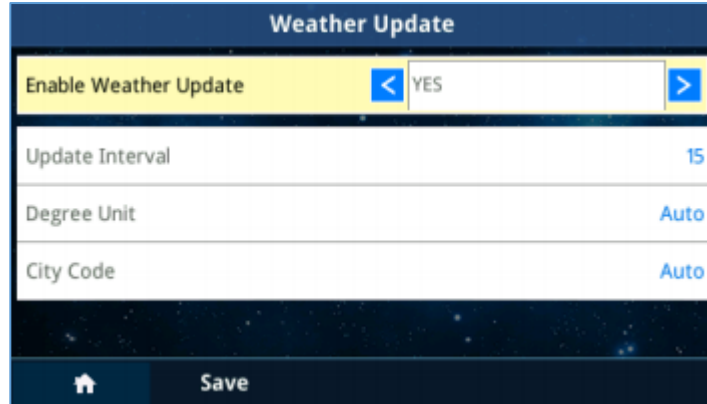 Weather Update
Enable Weather Update < YES >
Update Interval 15
Degree Unit Auto
City Code Auto
Save